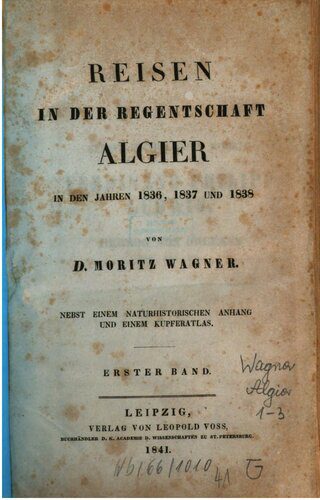 REISEN
IN DER REGENTSCHAFT
ALGIER
IN DEN JAHREN 1836, 1837 UND 1838
VON
D. MORITZ WAGNER.
NEBST EINEM NATURHISTORISCHEN ANHANG
UND EINEM KUPFERATLAS.
ERSTER BAND.
Wagner
Algier
1-3
LEIPZIG,
VERLAG VON LEOPOLD VOSS,
BUCHHÄNDLER D. K. ACADEMIE D. WISSENSCHAFTEN ZU ST. PETERSBURG.
1841.